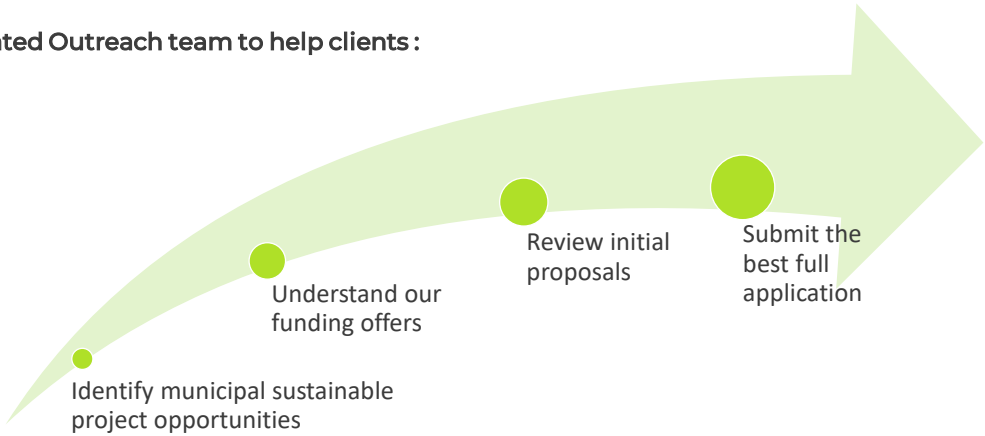 Outreach team to help clients :
Review initial
proposals
Submit the
best full
application
Understand our
funding offers
Identify municipal sustainable
project opportunities